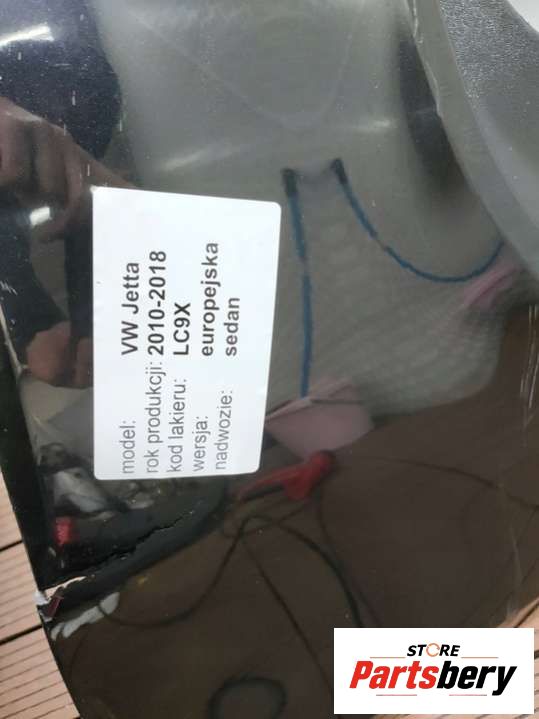 model: VW Jetta
rok produkcji: 2010-2018
kod lakieru: LC9X
wersja: europejska
nadwozie: sedan
STORE
Partsbery